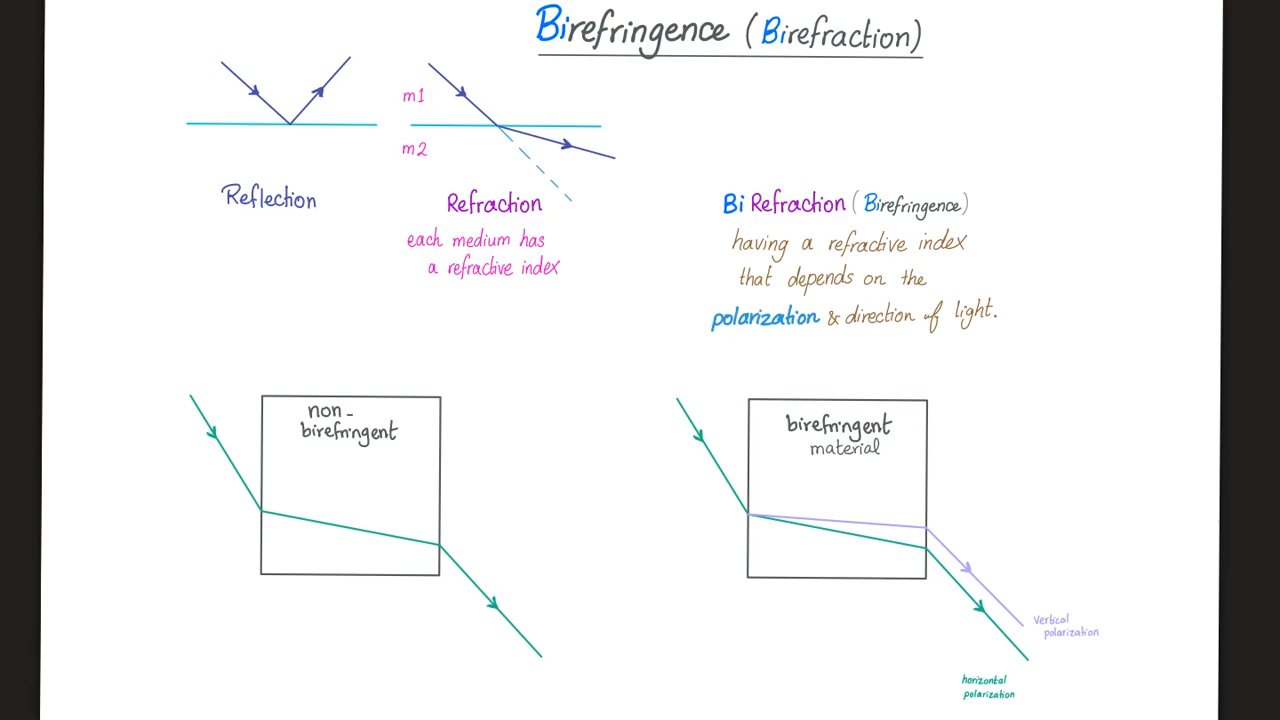 Birefringence (Birefraction)
m1
m2
Reflection
Refraction
each medium has
a refractive index
Bi Refraction (Birefringence)
having a refractive index
that depends on the
polarization & direction of light.
non-
birefringent
birefringent
material
Vertical
polarization
horizontal
polarization